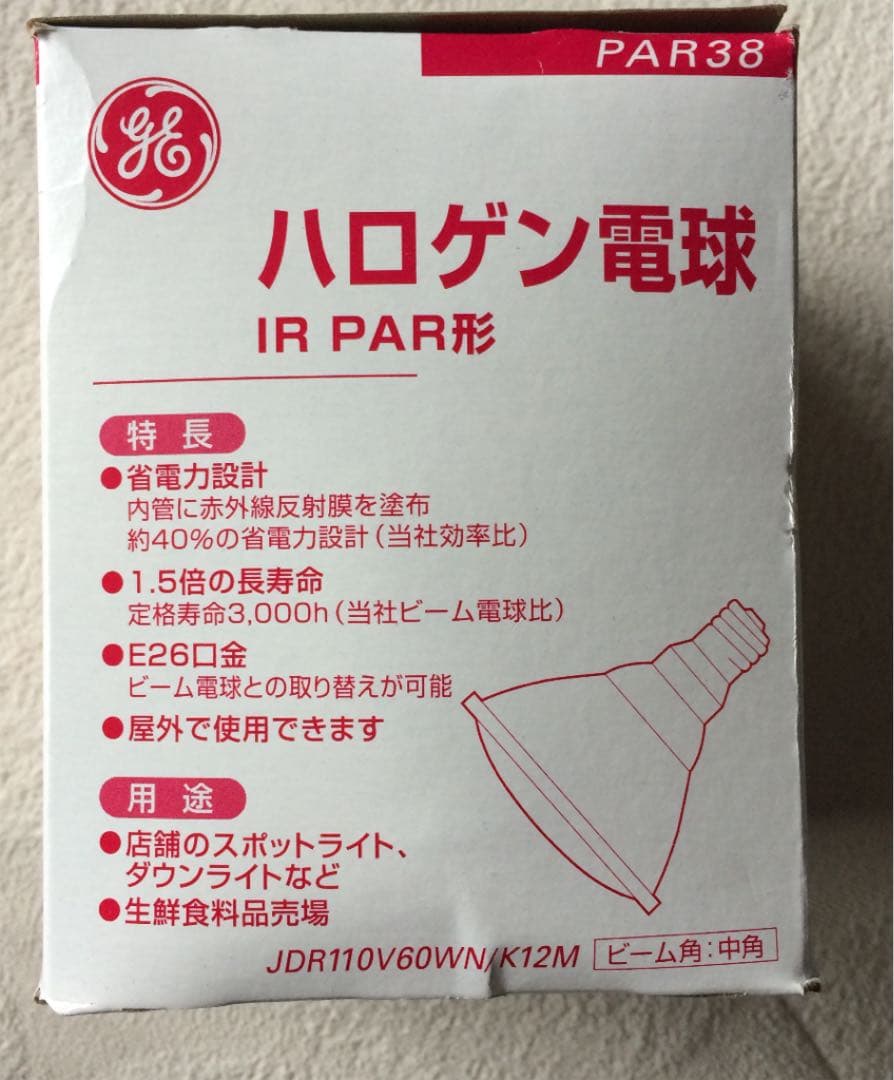 PAR38
GE
ハロゲン電球
IR PAR形
特長
●省電力設計
内管に赤外線反射膜を塗布
約40%の省電力設計(当社効率比)
●1.5倍の長寿命
定格寿命3,000h(当社ビーム電球比)
●E26口金
ビーム電球との取り替えが可能
●屋外で使用できます
用途
●店舗のスポットライト、
ダウンライトなど
●生鮮食料品売場
JDR110V60WN/K12M ビーム角:中角